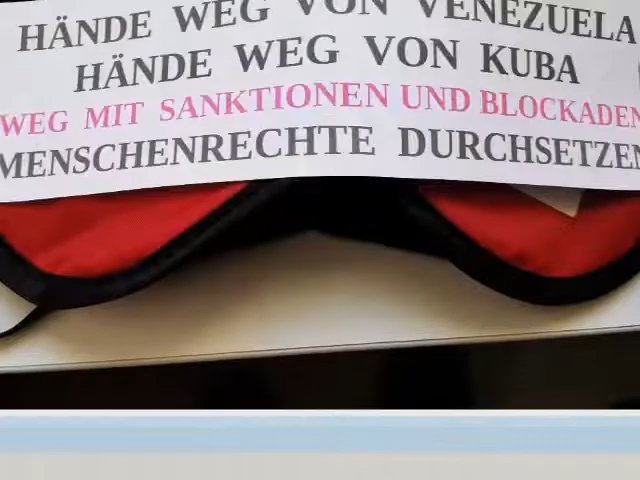 HÄNDE WEG VON VENEZUELA
HÄNDE WEG VON KUBA
WEG MIT SANKTIONEN UND BLOCKADEN
MENSCHENRECHTE DURCHSETZEN